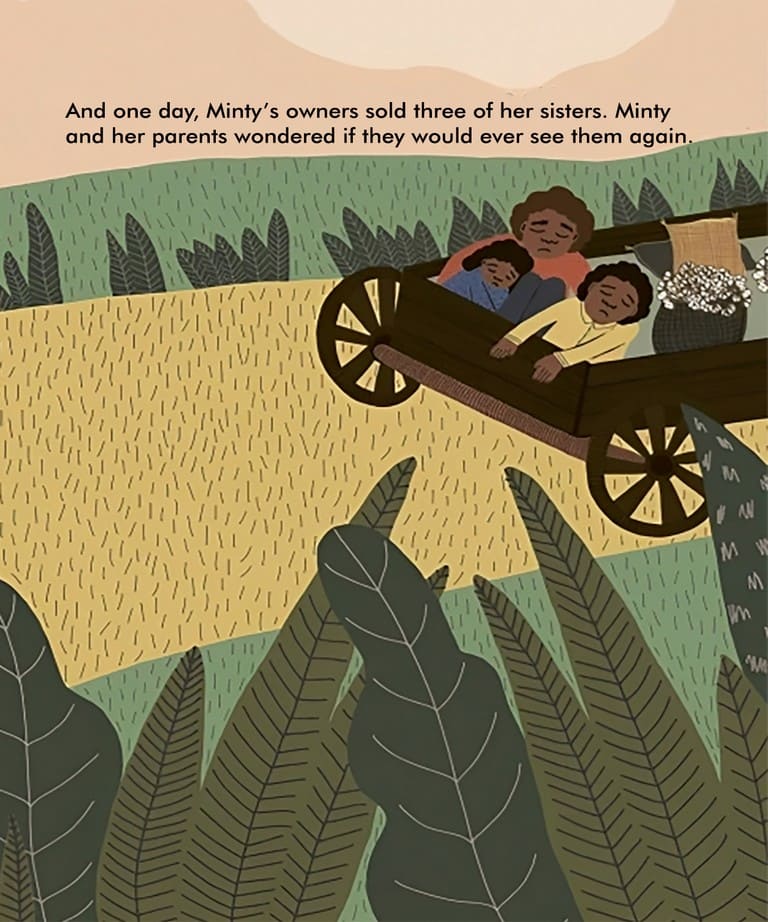 And one day, Minty’s owners sold three of her sisters. Minty
and her parents wondered if they would ever see them again.